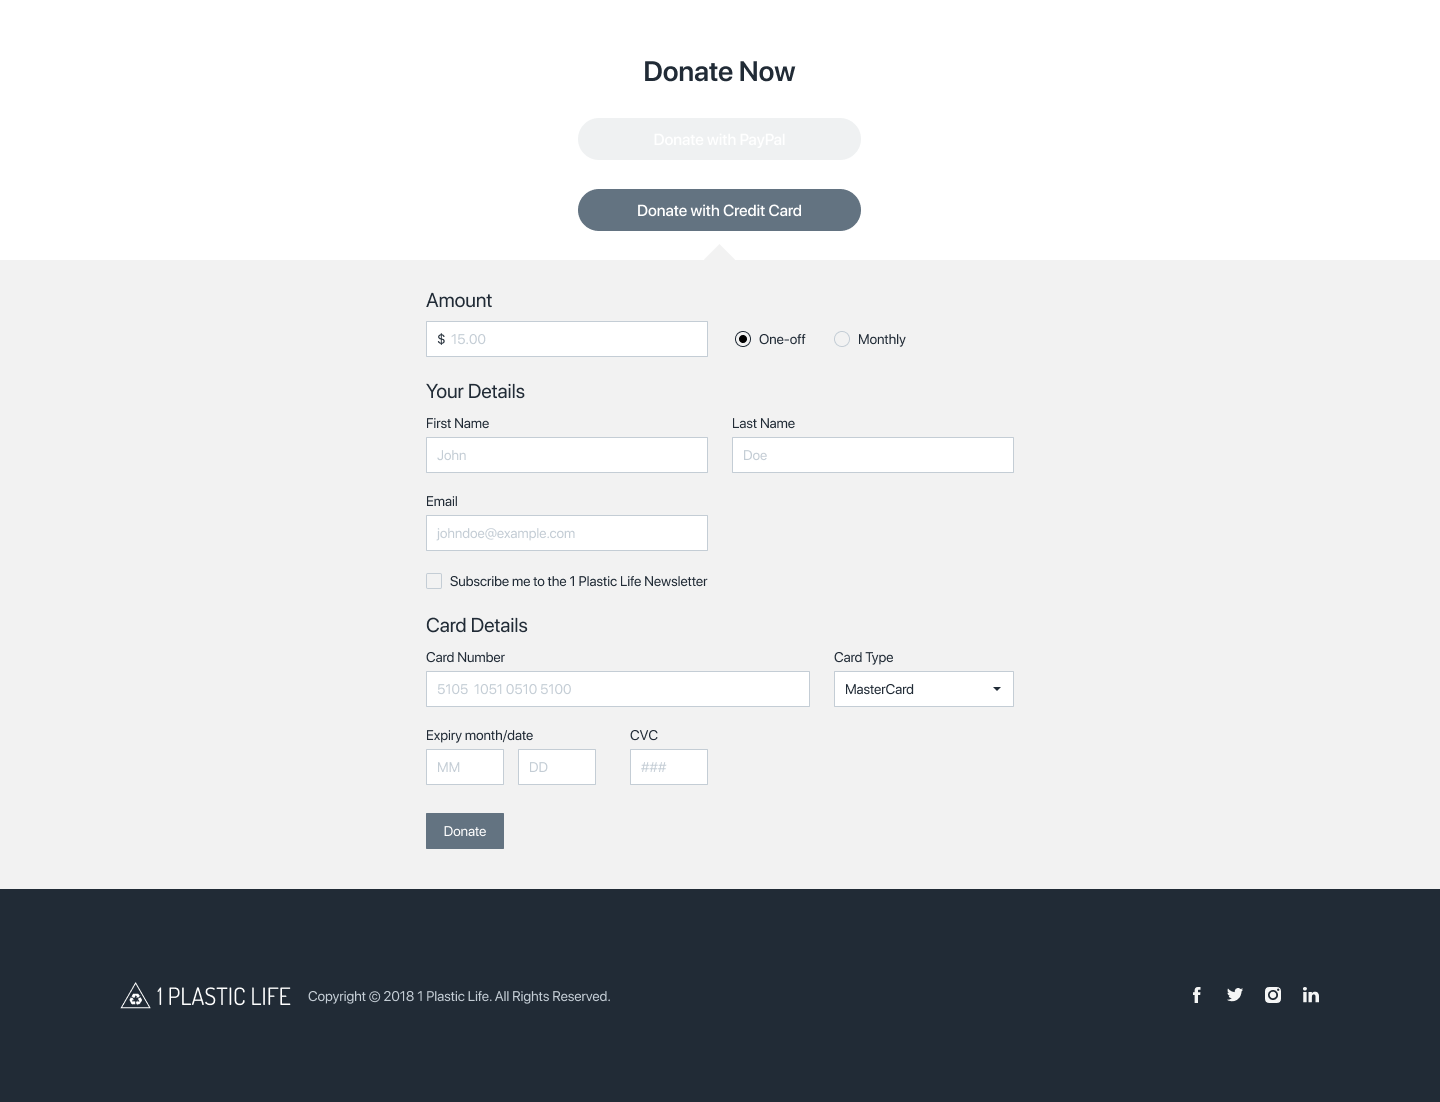 Donate Now
Donate with PayPal
Donate with Credit Card
Amount
$ 15.00
One-off
Monthly
Your Details
First Name
Last Name
John
Doe
Email
johndoe@example.com
Subscribe me to the 1 Plastic Life Newsletter
Card Details
Card Number
Card Type
5105 1051 0510 5100
MasterCard
Expiry month/date
CVC
MM
DD
###
Donate
1 PLASTIC LIFE
Copyright © 2018 1 Plastic Life. All Rights Reserved.